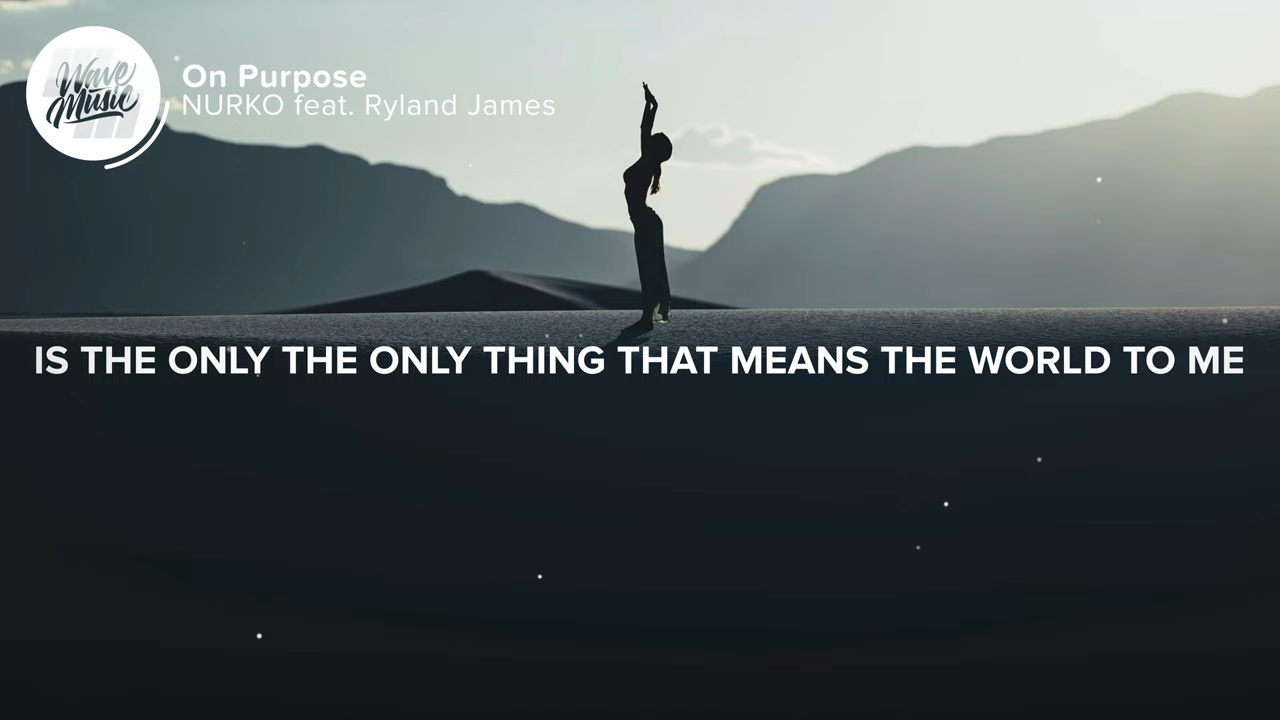 Wave
Music
On Purpose
NURKO feat. Ryland James
IS THE ONLY THE ONLY THING THAT MEANS THE WORLD TO ME